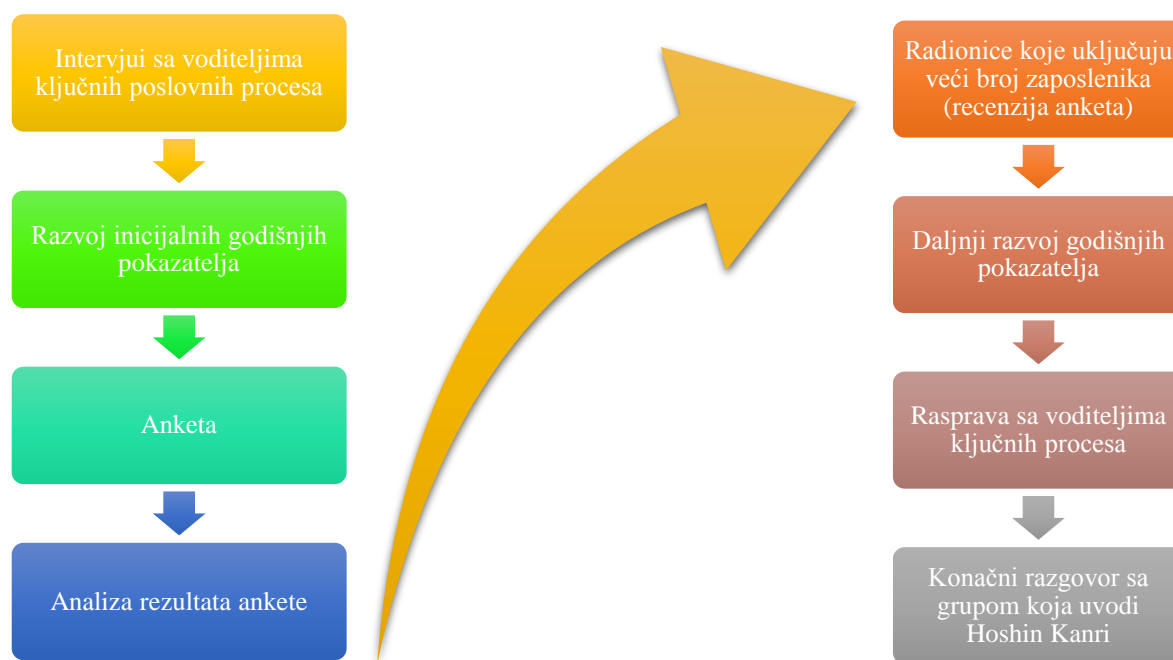 Intervjui sa voditeljima
ključnih poslovnih procesa
Razvoj inicijalnih godišnjih
pokazatelja
Anketa
Analiza rezultata ankete
Radionice koje uključuju
veći broj zaposlenika
(recenzija anketa)
Daljnji razvoj godišnjih
pokazatelja
Rasprava sa voditeljima
ključnih procesa
Konačni razgovor sa
grupom koja uvodi
Hoshin Kanri